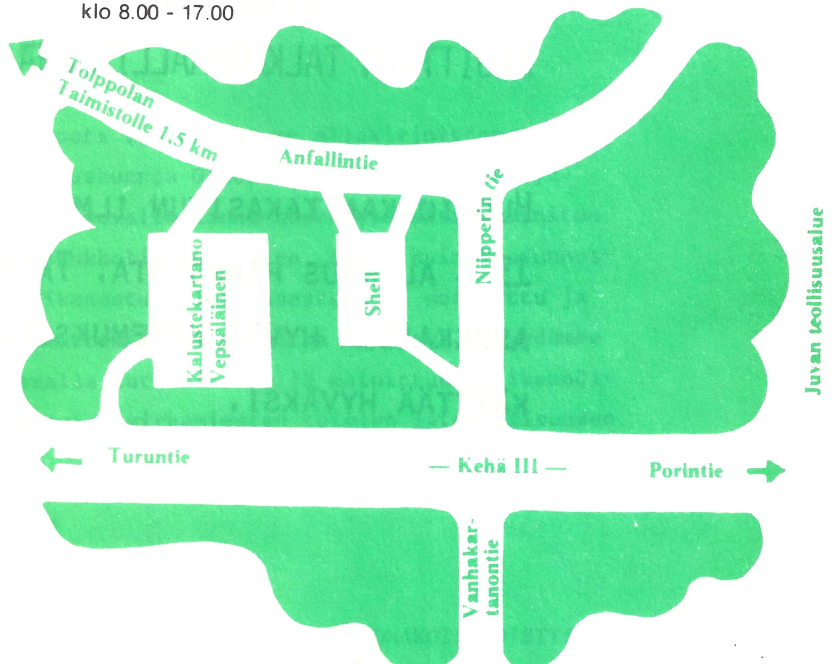 klo 8.00 - 17.00
Tolppolan
Taimistolle 1,5 km
Anfallintie
Niipperin tie
Kalustekartano
Vepsäläinen
Shell
Juvan teollisuusalue
Turuntie
— Kehä III —
Porintie
Vanhakar-
tanontie